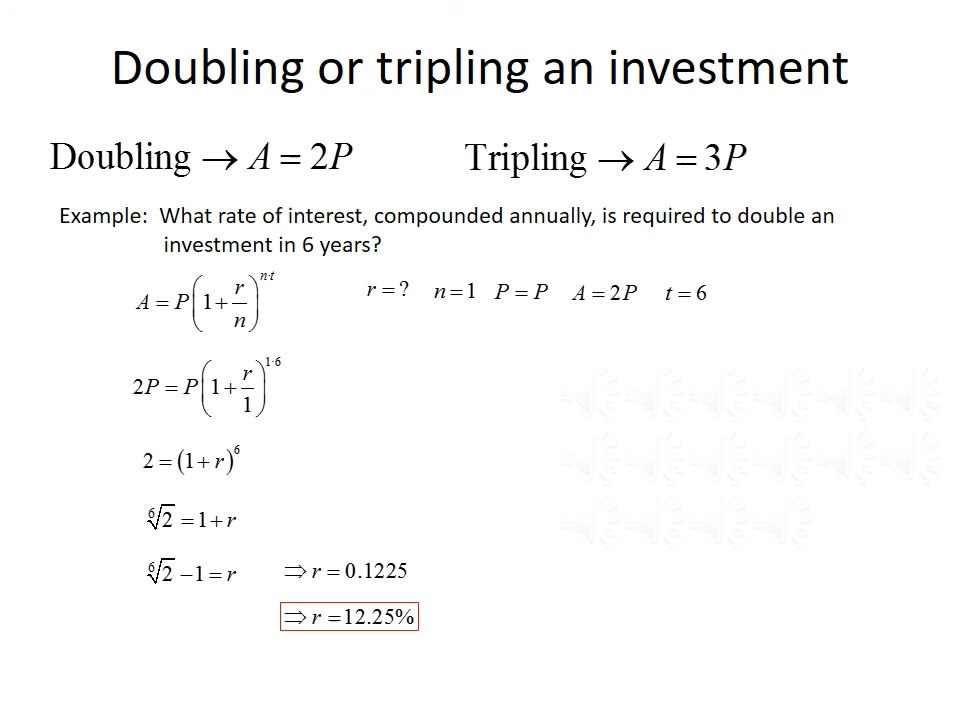 Doubling or tripling an investment
Doubling → A = 2P Tripling → A = 3P
Example: What rate of interest, compounded annually, is required to double an
investment in 6 years?
A = P(1 + r/n)^(n·t) r = ? n = 1 P = P A = 2P t = 6
2P = P(1 + r/1)^(1·6)
2 = (1 + r)^6
⁶√2 = 1 + r
⁶√2 − 1 = r ⇒ r = 0.1225
⇒ r = 12.25%